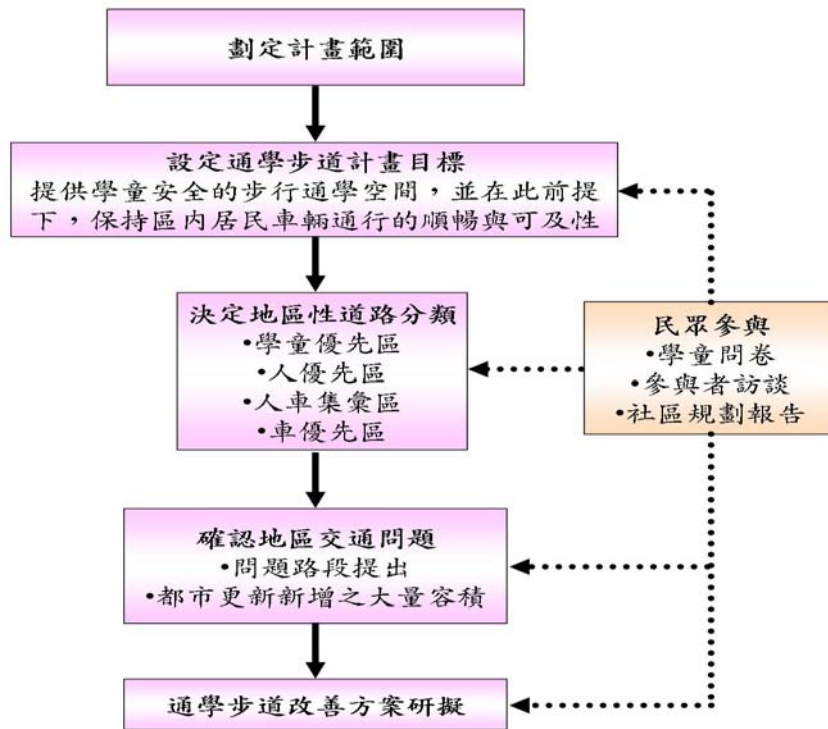 劃定計畫範圍
設定通學步道計畫目標
提供學童安全的步行通學空間，並在此前提
下，保持區內居民車輛通行的順暢與可及性
決定地區性道路分類
•學童優先區
•人優先區
•人車集彙區
•車優先區
民眾參與
•學童問卷
•參與者訪談
•社區規劃報告
確認地區交通問題
•問題路段提出
•都市更新新增之大量容積
通學步道改善方案研擬